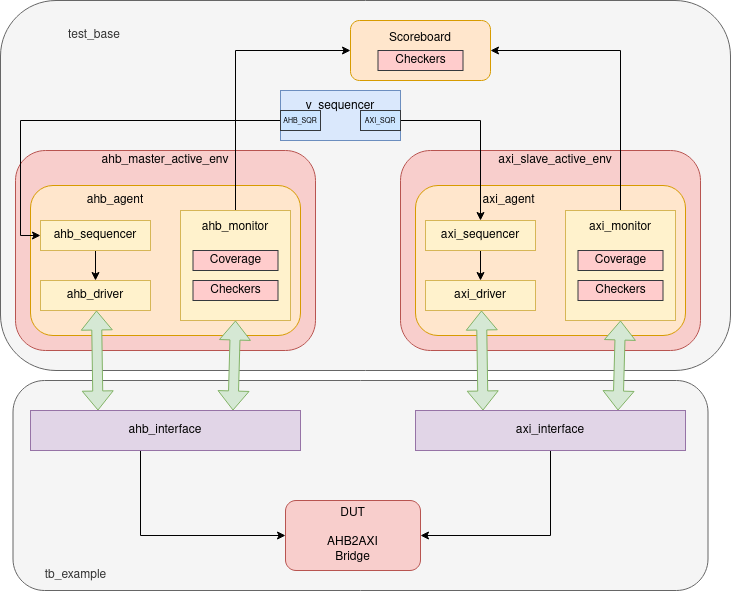 test_base
Scoreboard
Checkers
v_sequencer
AHB_SQR
AXI_SQR
ahb_master_active_env
axi_slave_active_env
ahb_agent
axi_agent
ahb_sequencer
ahb_monitor
axi_sequencer
axi_monitor
Coverage
Coverage
ahb_driver
Checkers
axi_driver
Checkers
ahb_interface
axi_interface
DUT
AHB2AXI
Bridge
tb_example